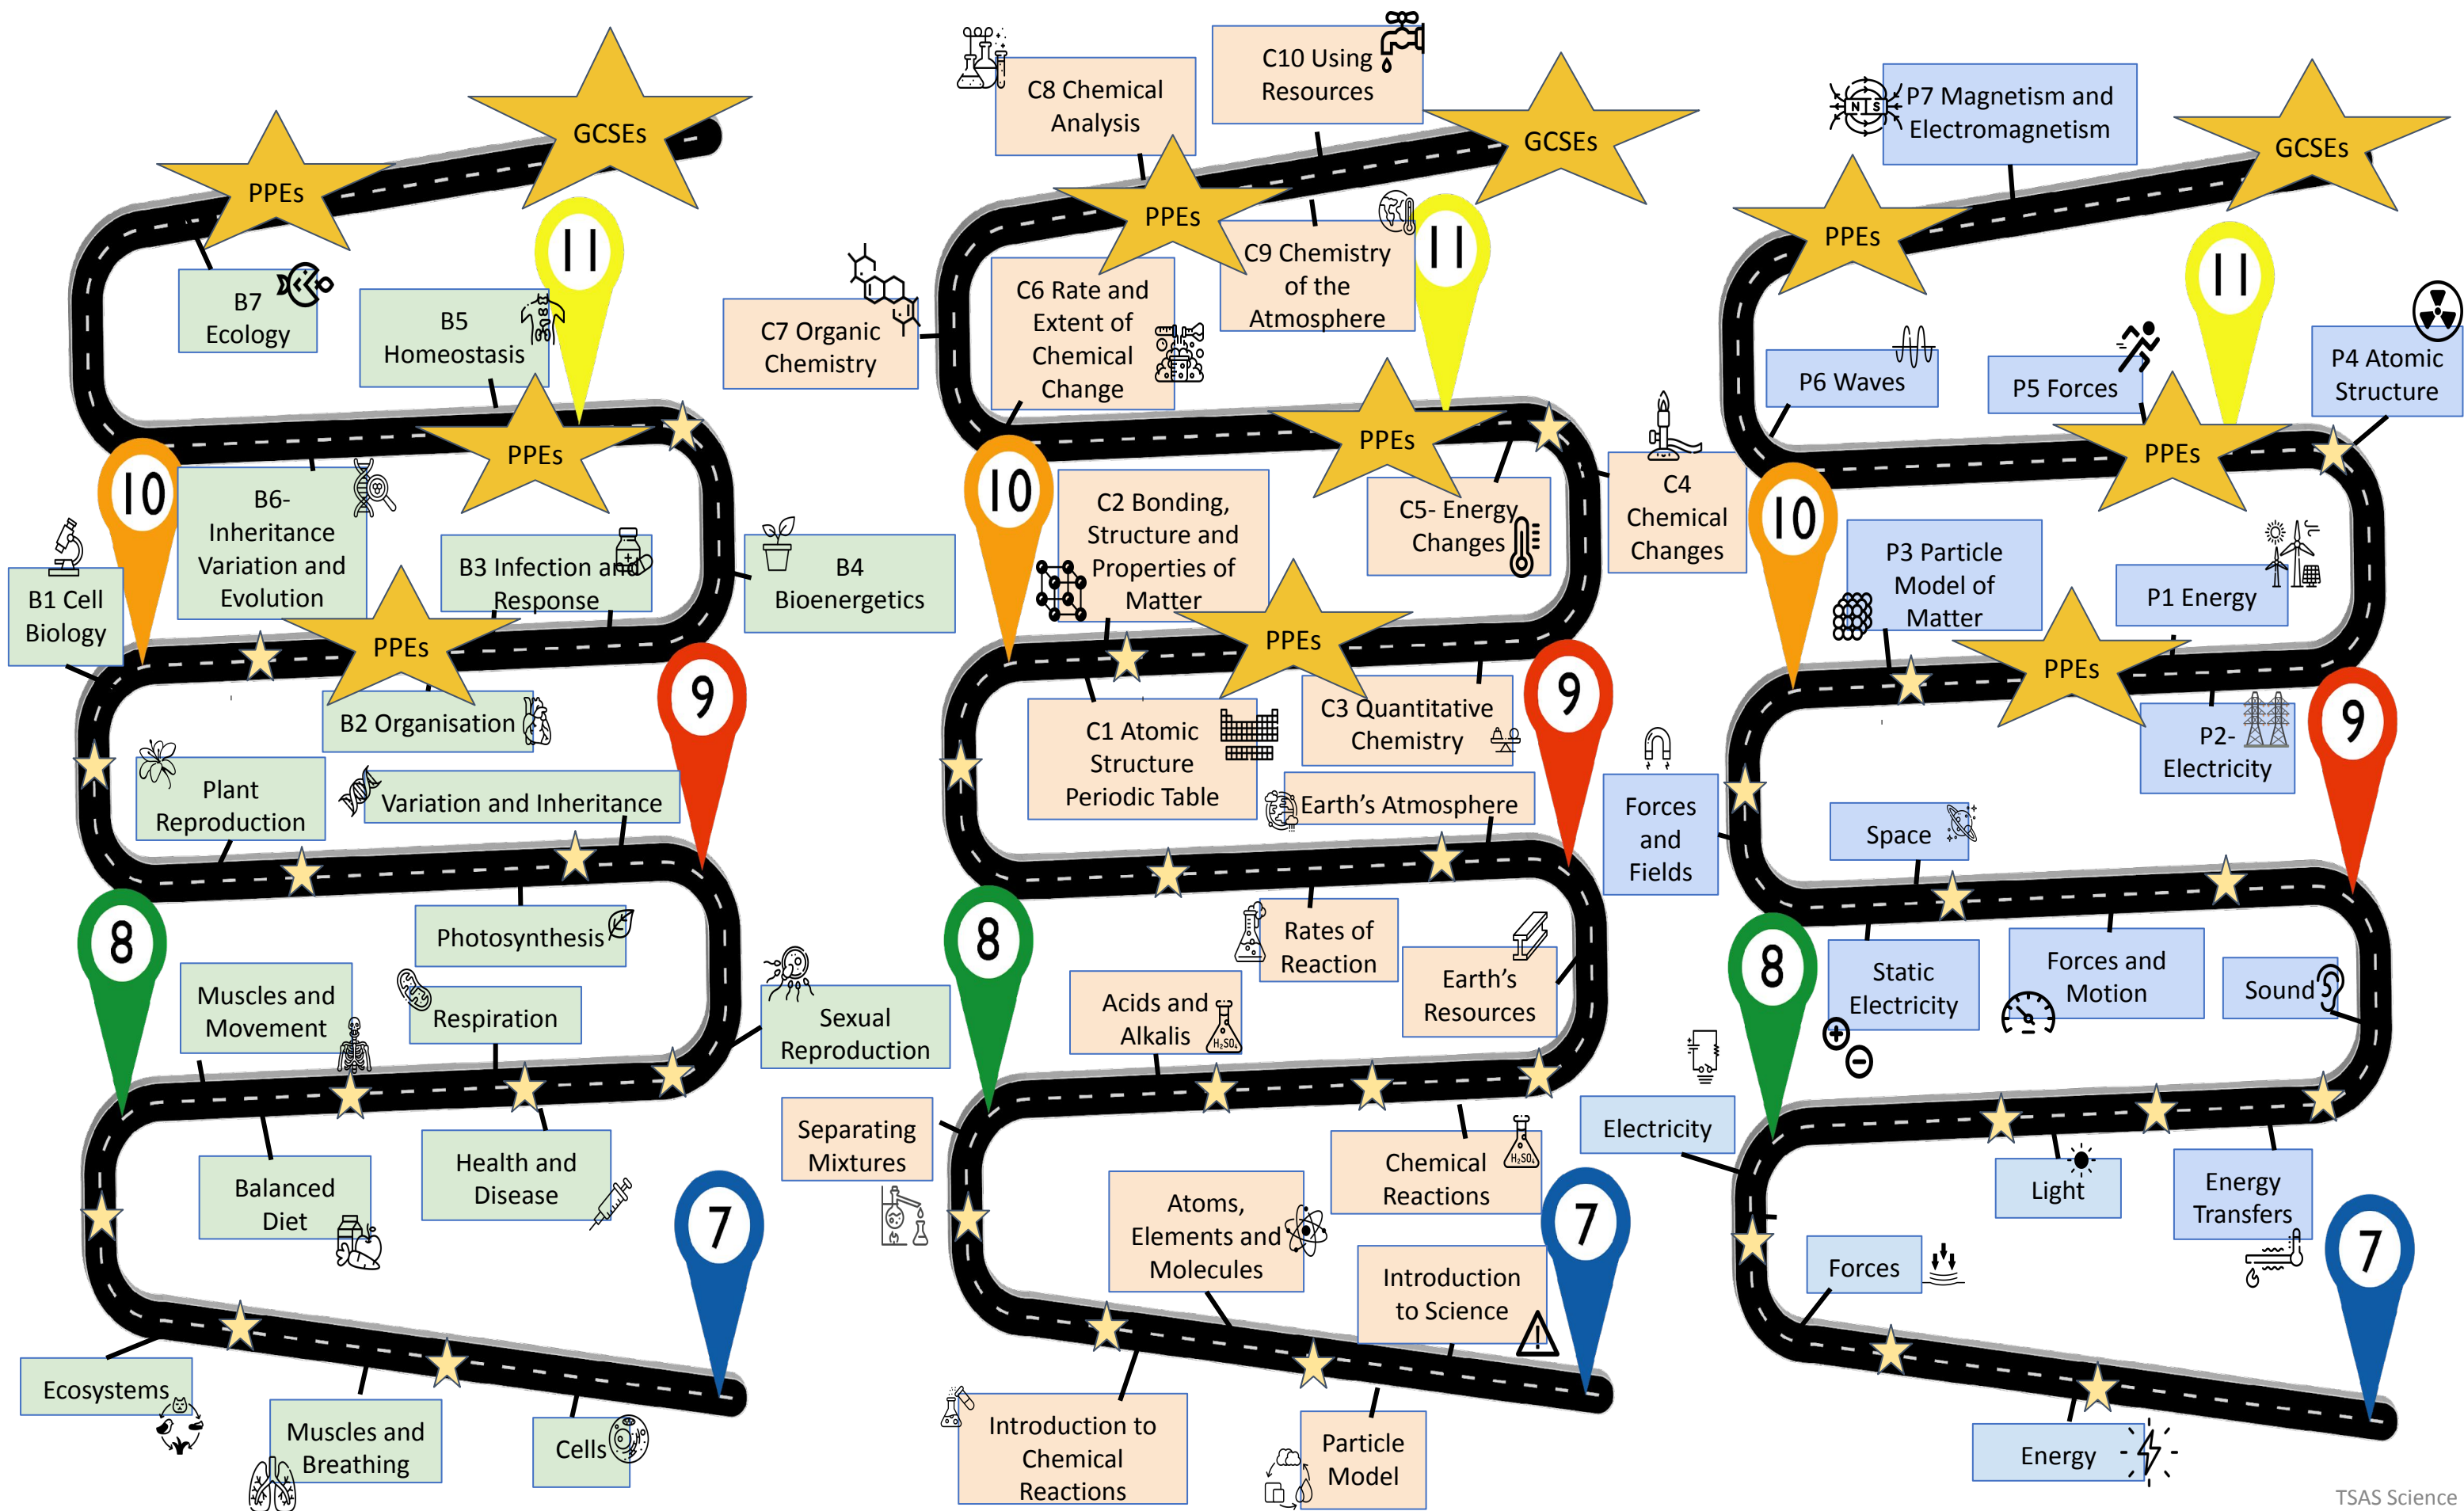 GCSEs
PPEs
B7
Ecology
11
B5
Homeostasis
PPEs
10
B6-
Inheritance
Variation and
Evolution
B3 Infection and
Response
B4
Bioenergetics
B1 Cell
Biology
PPEs
B2 Organisation
9
Plant
Reproduction
Variation and Inheritance
Photosynthesis
8
Muscles and
Movement
Respiration
Sexual
Reproduction
Balanced
Diet
Health and
Disease
7
Ecosystems
Muscles and
Breathing
Cells
C10 Using
Resources
C8 Chemical
Analysis
GCSEs
PPEs
C9 Chemistry
of the
Atmosphere
11
C6 Rate and
Extent of
Chemical
Change
C7 Organic
Chemistry
PPEs
10
C2 Bonding,
Structure and
Properties of
Matter
C5- Energy
Changes
C4
Chemical
Changes
PPEs
C1 Atomic
Structure
Periodic Table
C3 Quantitative
Chemistry
9
Earth's Atmosphere
Rates of
Reaction
Earth's
Resources
8
Acids and
Alkalis
H₂SO₄
Separating
Mixtures
Chemical
Reactions
H₂SO₄
Atoms,
Elements and
Molecules
Introduction
to Science
7
Introduction to
Chemical
Reactions
Particle
Model
N S
P7 Magnetism and
Electromagnetism
GCSEs
PPEs
11
P6 Waves
P5 Forces
P4 Atomic
Structure
PPEs
10
P3 Particle
Model of
Matter
P1 Energy
PPEs
P2-
Electricity
9
Forces
and
Fields
Space
Static
Electricity
Forces and
Motion
Sound
8
Electricity
Light
Energy
Transfers
Forces
7
Energy
TSAS Science